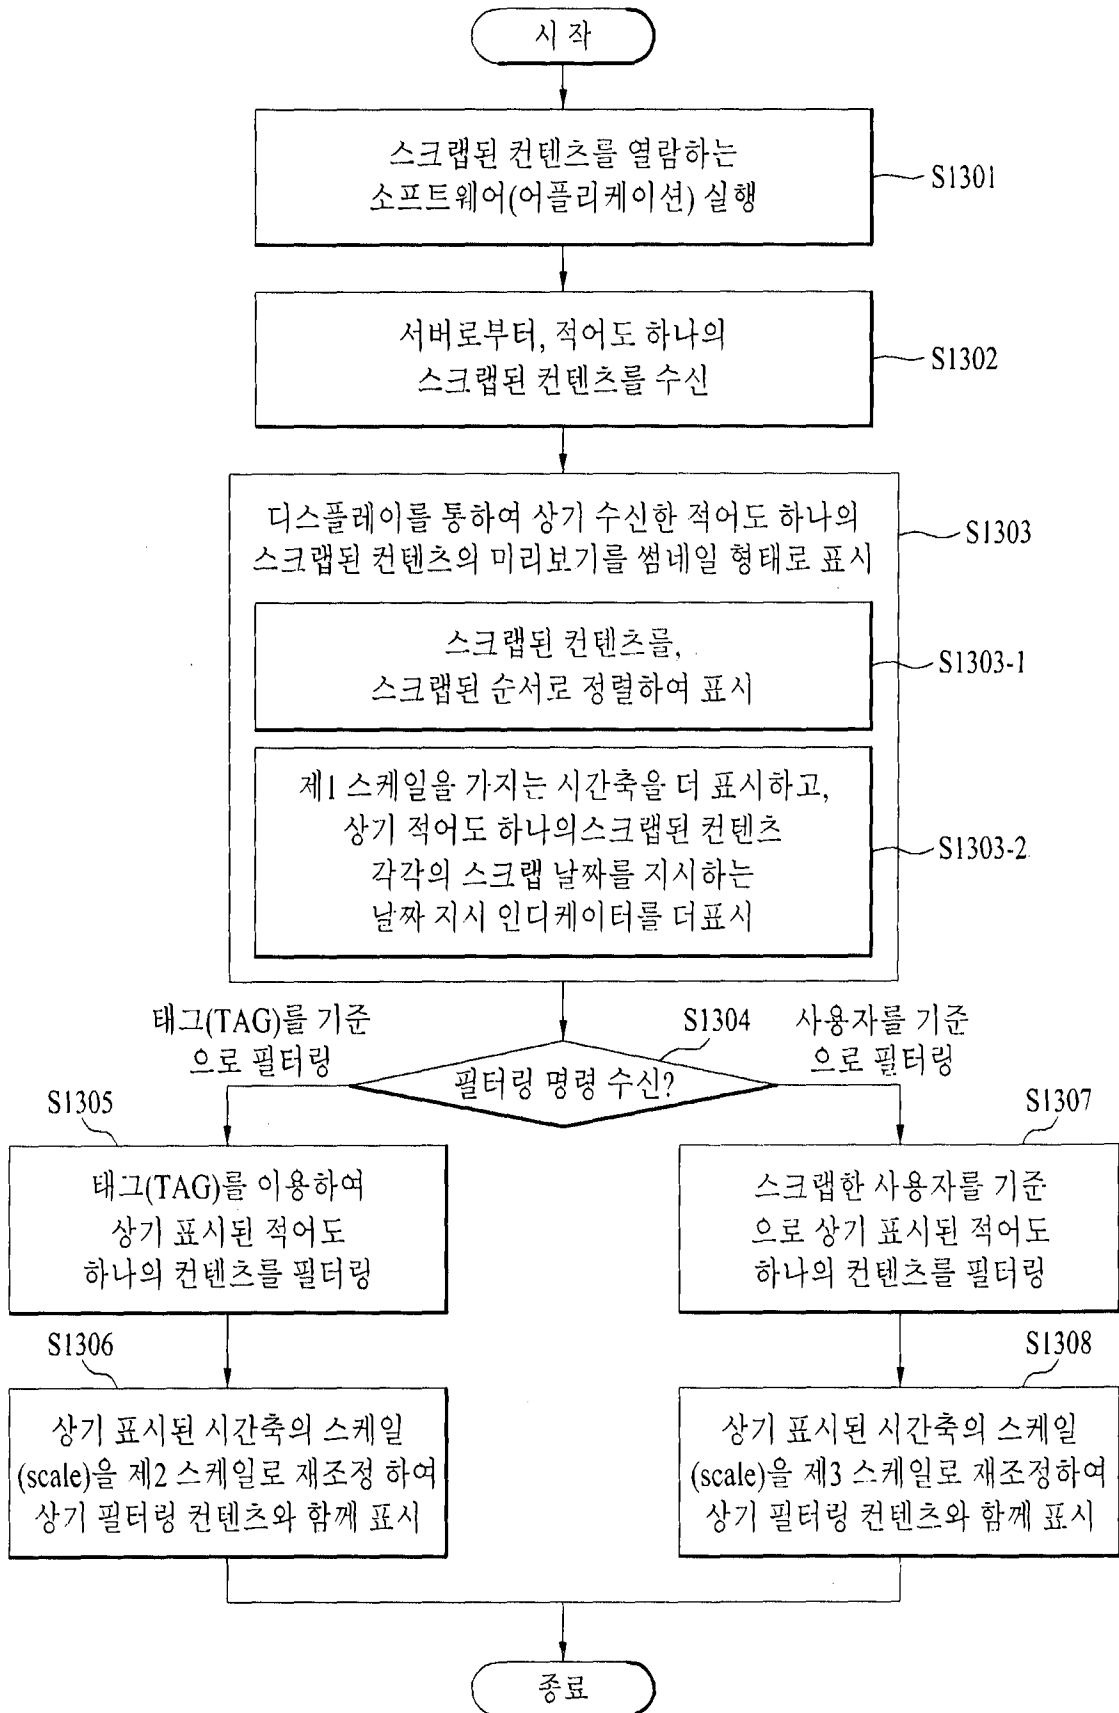 시작
스크랩된 컨텐츠를 열람하는
소프트웨어(어플리케이션) 실행
S1301
서버로부터, 적어도 하나의
스크랩된 컨텐츠를 수신
S1302
디스플레이를 통하여 상기 수신한 적어도 하나의
스크랩된 컨텐츠의 미리보기를 썸네일 형태로 표시
S1303
스크랩된 컨텐츠를,
스크랩된 순서로 정렬하여 표시
S1303-1
제1 스케일을 가지는 시간축을 더 표시하고,
상기 적어도 하나의스크랩된 컨텐츠
각각의 스크랩 날짜를 지시하는
날짜 지시 인디케이터를 더표시
S1303-2
태그(TAG)를 기준
으로 필터링
S1304
사용자를 기준
으로 필터링
필터링 명령 수신?
S1305
태그(TAG)를 이용하여
상기 표시된 적어도
하나의 컨텐츠를 필터링
S1307
스크랩한 사용자를 기준
으로 상기 표시된 적어도
하나의 컨텐츠를 필터링
S1306
상기 표시된 시간축의 스케일
(scale)을 제2 스케일로 재조정 하여
상기 필터링 컨텐츠와 함께 표시
S1308
상기 표시된 시간축의 스케일
(scale)을 제3 스케일로 재조정하여
상기 필터링 컨텐츠와 함께 표시
종료